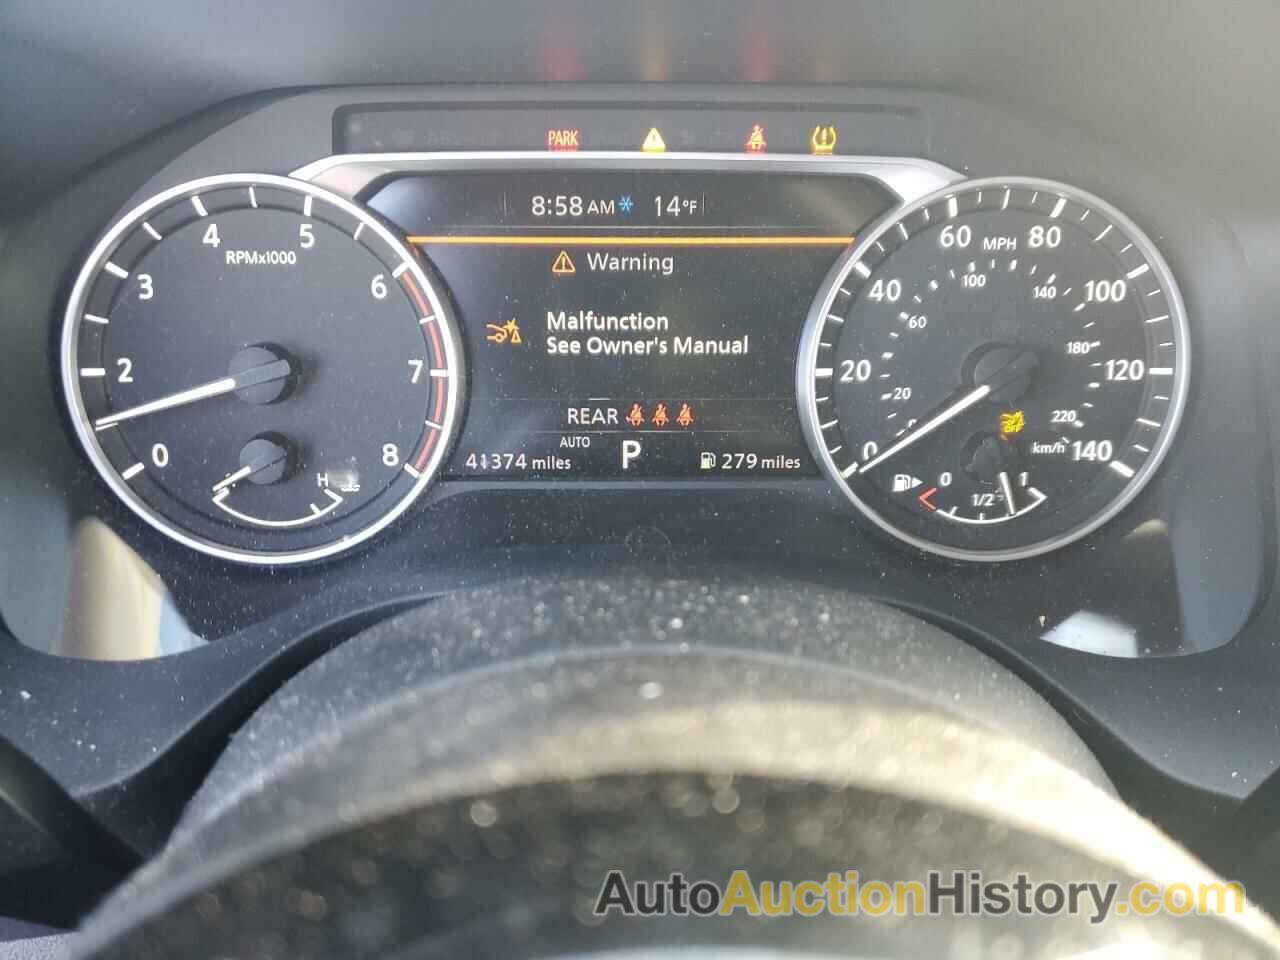 PARK
8:58 AM 14°F
Warning
Malfunction
See Owner's Manual
REAR
AUTO
P
41374 miles
279 miles
RPMx1000
0
2
3
4
5
6
7
8
H
MPH
0
20
40
60
80
100
120
140
km/h
0
20
60
100
140
180
220
OFF
0
1/2
1
AutoAuctionHistory.com